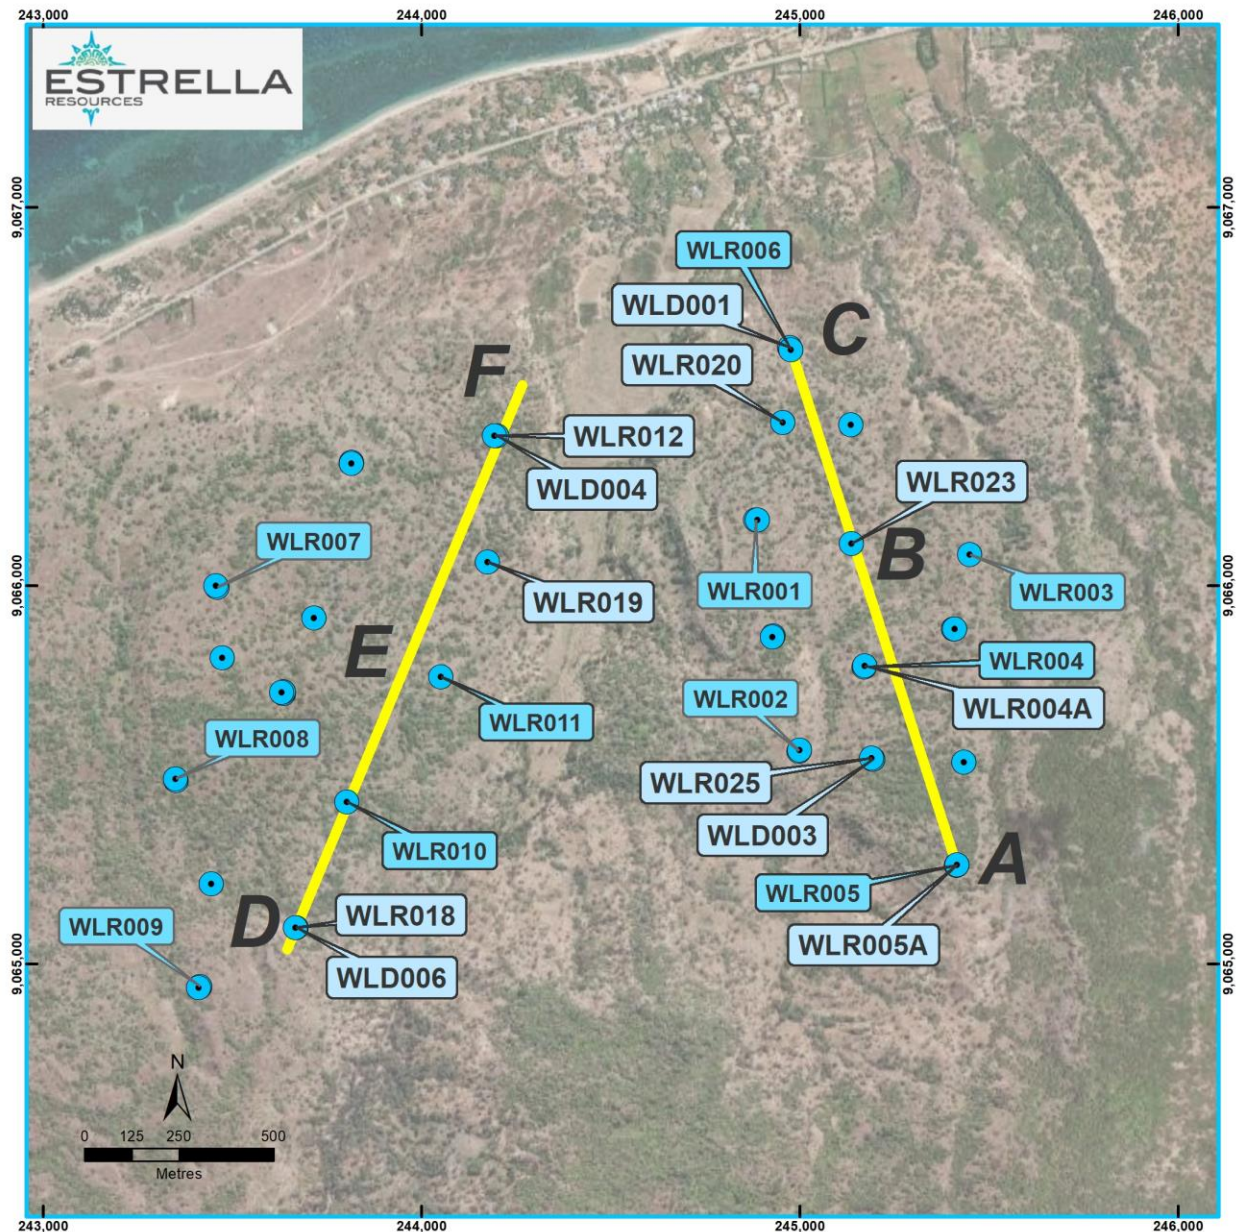 243,000
244,000
245,000
246,000
ESTRELLA
RESOURCES
9,067,000
9,067,000
WLR006
WLD001
C
WLR020
F
WLR012
WLD004
WLR023
WLR007
B
WLR001
WLR003
WLR019
E
WLR004
WLR002
WLR004A
WLR011
WLR008
WLR025
WLD003
9,066,000
9,066,000
WLR010
A
WLR005
WLR018
D
WLR009
WLR005A
WLD006
9,065,000
9,065,000
N
0 125 250 500
Metres
243,000
244,000
245,000
246,000